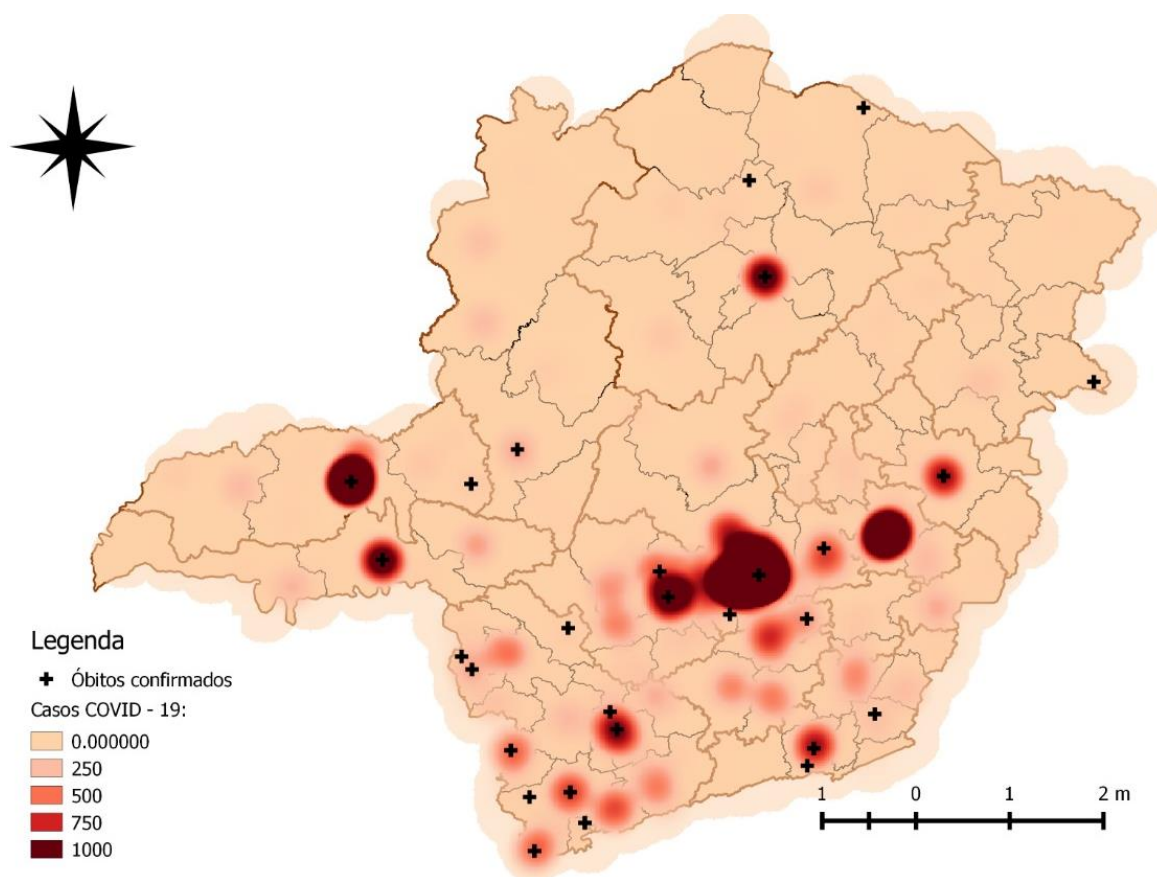 Legenda
Óbitos confirmados
Casos COVID - 19:
0.000000
250
500
750
1000
1 0 1 2 m